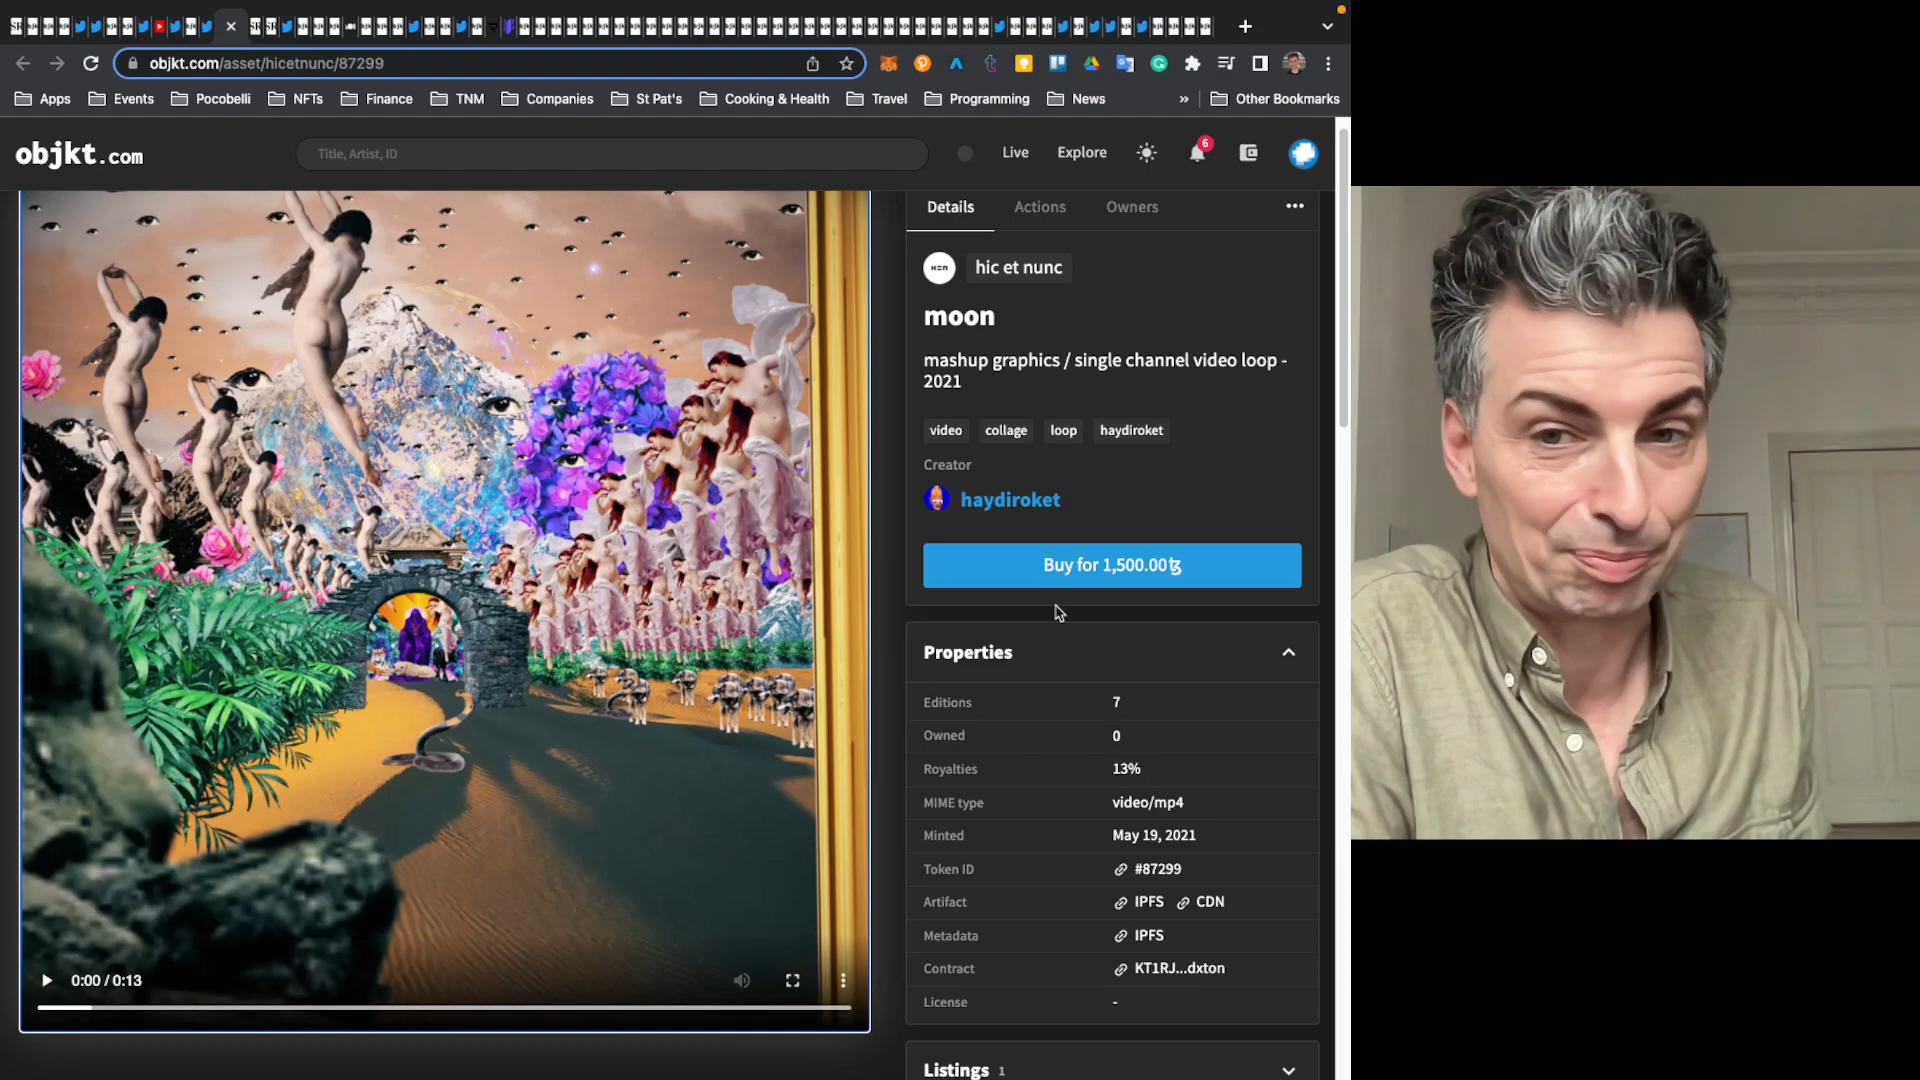 objkt.com/asset/hicetnunc/87299
Apps
Events
Pocobelli
NFTs
Finance
TNM
Companies
St Pat's
Cooking & Health
Travel
Programming
News
»
Other Bookmarks
objkt.com
Title, Artist, ID
Live
Explore
6
Details
Actions
Owners
HEN
hic et nunc
moon
mashup graphics / single channel video loop -
2021
video
collage
loop
haydiroket
Creator
haydiroket
Buy for 1,500.00ꜩ
Properties
Editions 7
Owned 0
Royalties 13%
MIME type video/mp4
Minted May 19, 2021
Token ID #87299
Artifact IPFS CDN
Metadata IPFS
Contract KT1RJ...dxton
License -
0:00 / 0:13
Listings 1